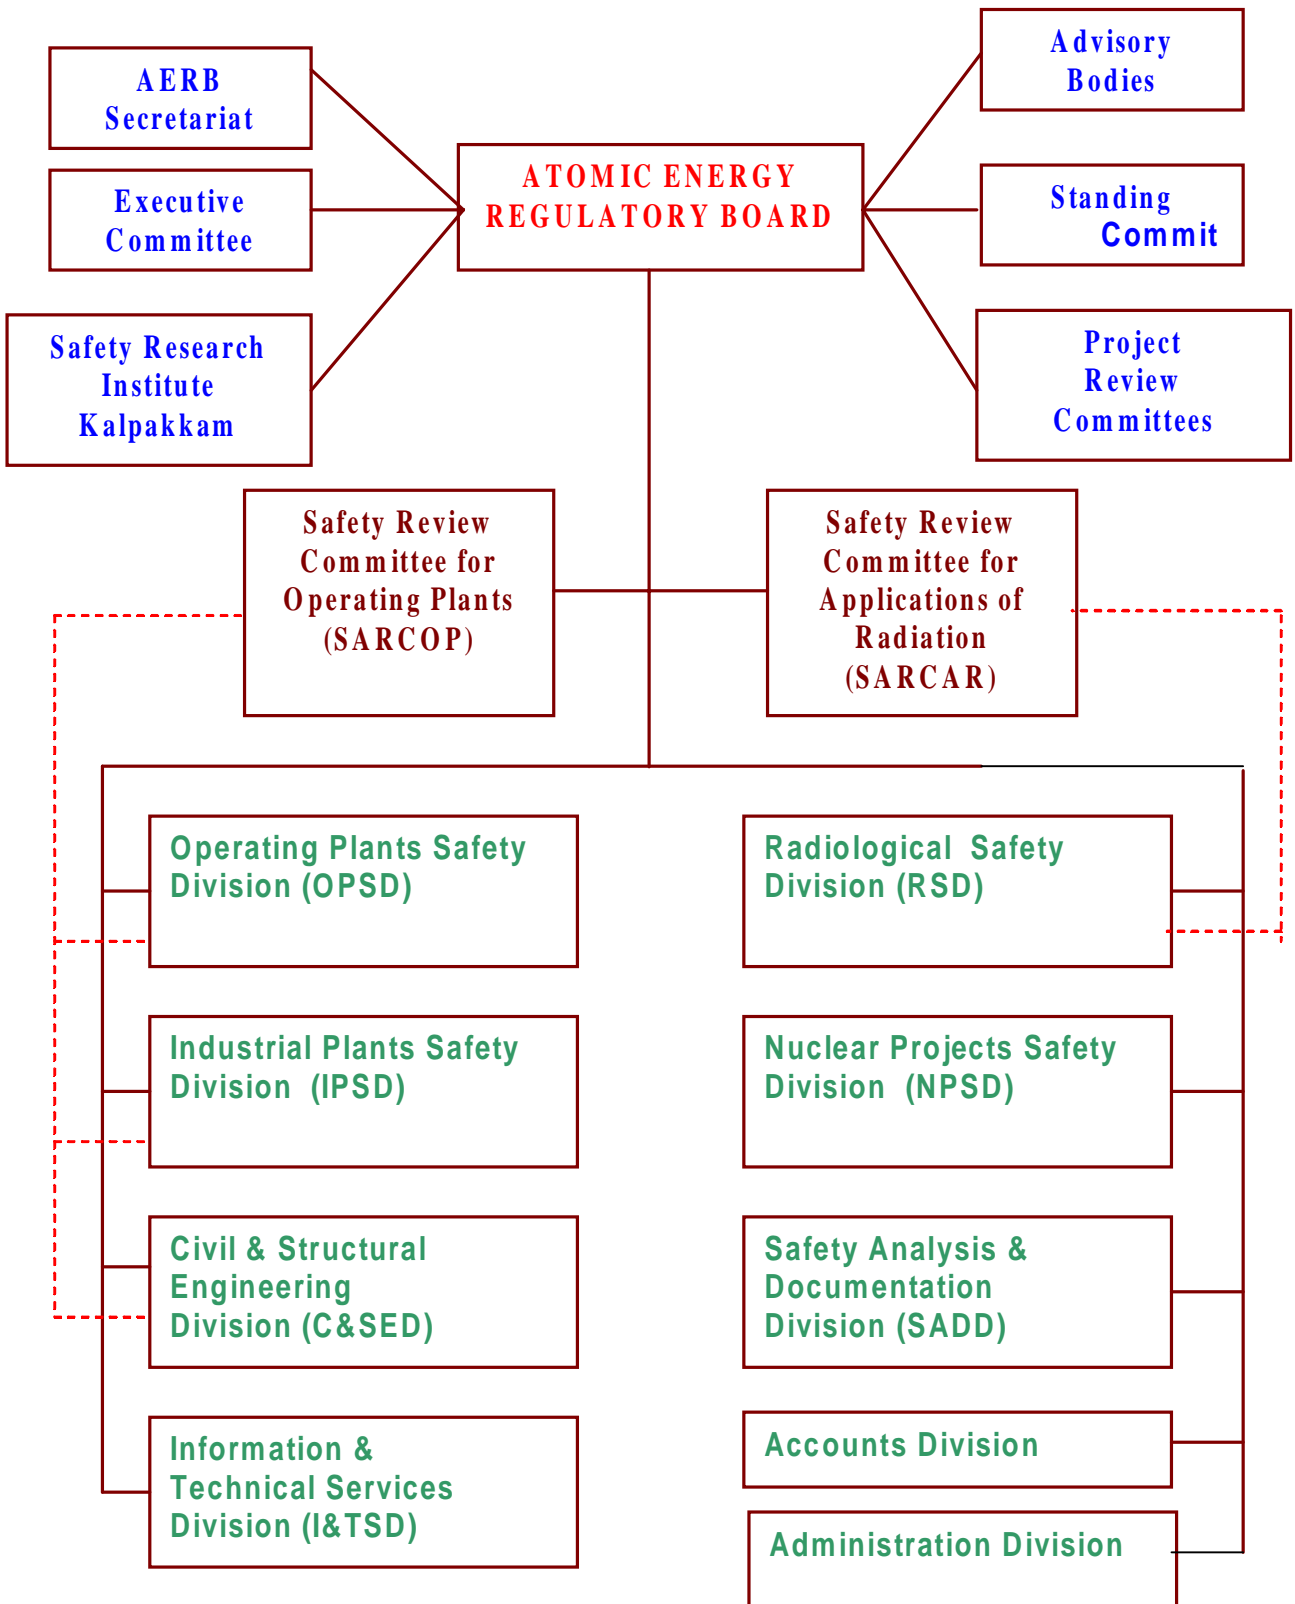 AERB
Secretariat
Executive
Committee
Safety Research
Institute
Kalpakkam
ATOMIC ENERGY
REGULATORY BOARD
Advisory
Bodies
Standing
Commit
Project
Review
Committees
Safety Review
Committee for
Operating Plants
(SARCOP)
Safety Review
Committee for
Applications of
Radiation
(SARCAR)
Operating Plants Safety
Division (OPSD)
Industrial Plants Safety
Division (IPSD)
Civil & Structural
Engineering
Division (C&SED)
Information &
Technical Services
Division (I&TSD)
Radiological Safety
Division (RSD)
Nuclear Projects Safety
Division (NPSD)
Safety Analysis &
Documentation
Division (SADD)
Accounts Division
Administration Division